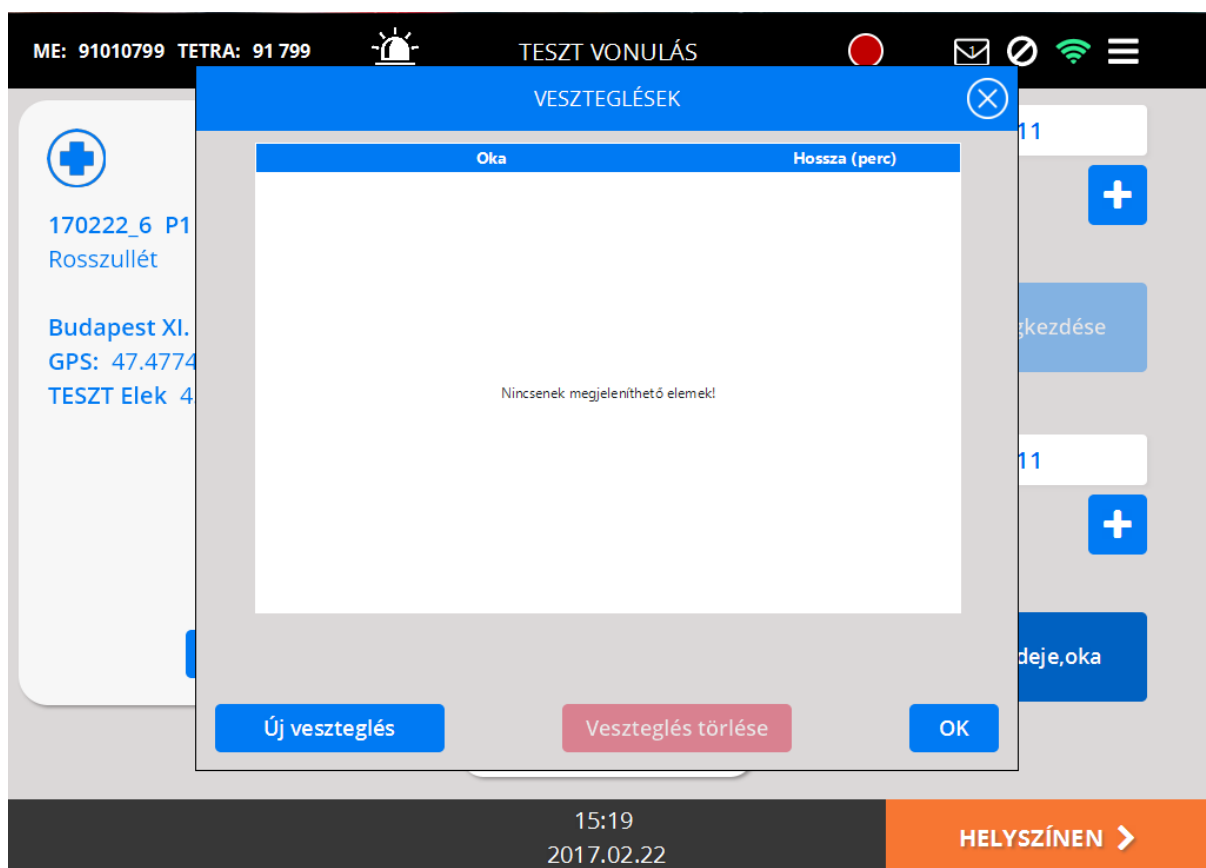 ME: 91010799 TETRA: 91 799
TESZT VONULÁS
1
VESZTEGLÉSEK
Oka Hossza (perc)
Nincsenek megjeleníthető elemek!
Új veszteglés
Veszteglés törlése
OK
170222_6 P1
Rosszullét
Budapest XI.
GPS: 47.4774
TESZT Elek 4
11
gkezdése
11
deje,oka
15:19
2017.02.22
HELYSZÍNEN